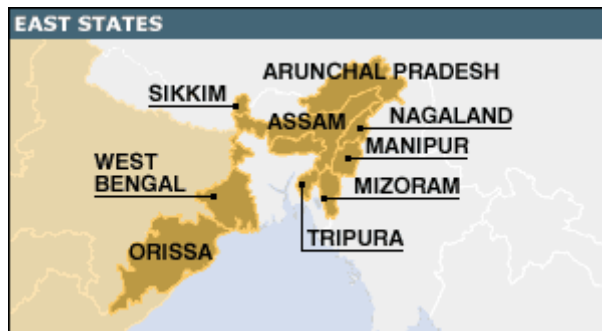 EAST STATES
ARUNCHAL PRADESH
SIKKIM
ASSAM
NAGALAND
MANIPUR
WEST
BENGAL
MIZORAM
ORISSA
TRIPURA